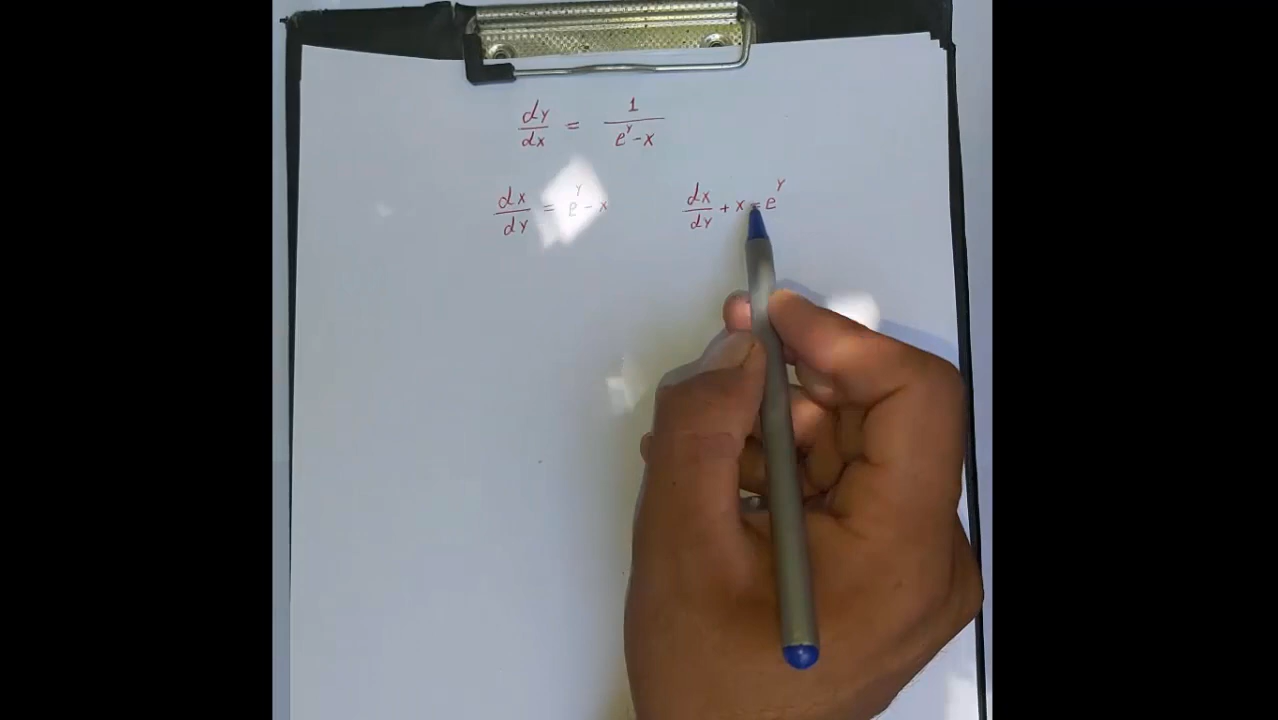 dy/dx = 1/(e^y - x)
dx/dy = e^y - x    dx/dy + x = e^y